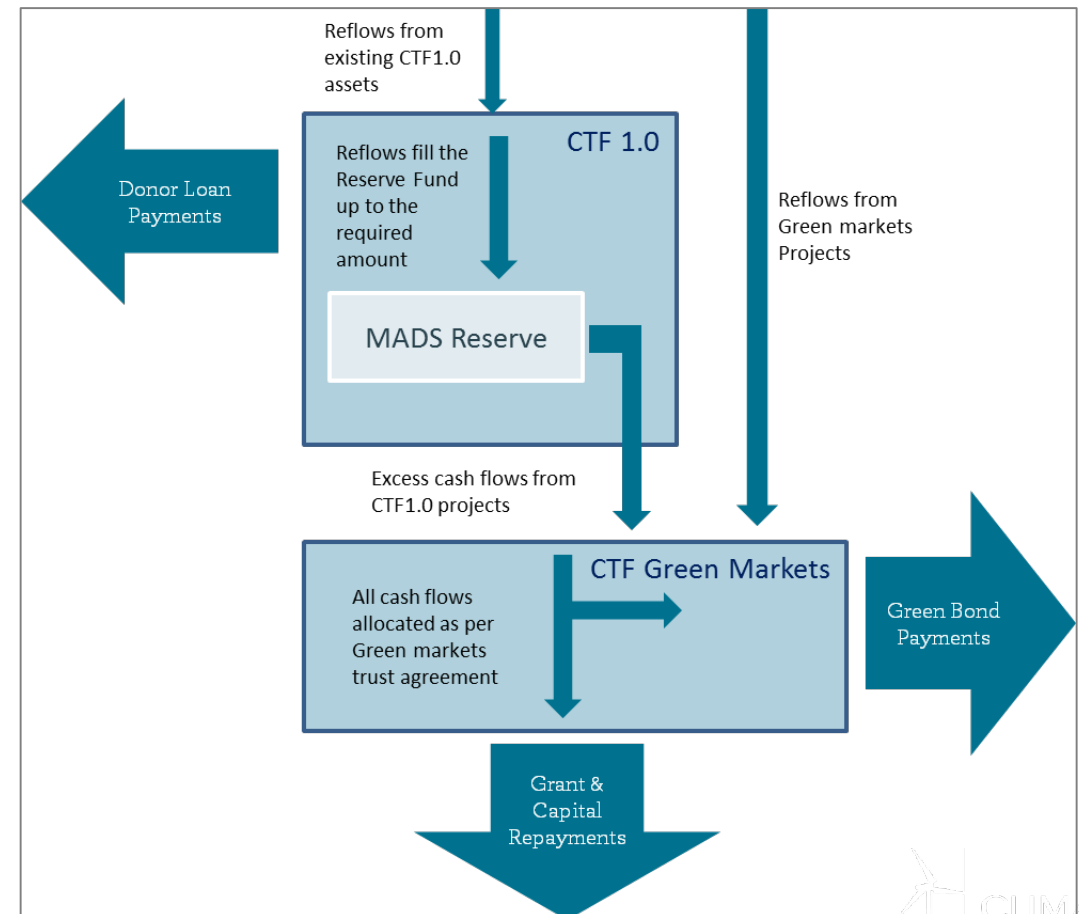 Reflows from
existing CTF1.0
assets
CTF 1.0
Reflows fill the
Reserve Fund
up to the
required
amount
Donor Loan
Payments
Reflows from
Green markets
Projects
MADS Reserve
Excess cash flows from
CTF1.0 projects
CTF Green Markets
All cash flows
allocated as per
Green markets
trust agreement
Green Bond
Payments
Grant &
Capital
Repayments